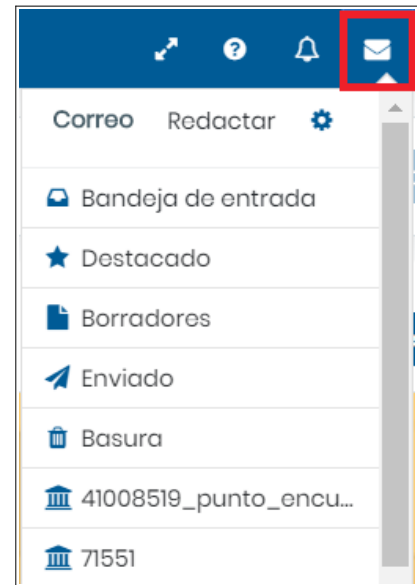 Correo Redactar
Bandeja de entrada
Destacado
Borradores
Enviado
Basura
41008519_punto_encu...
71551